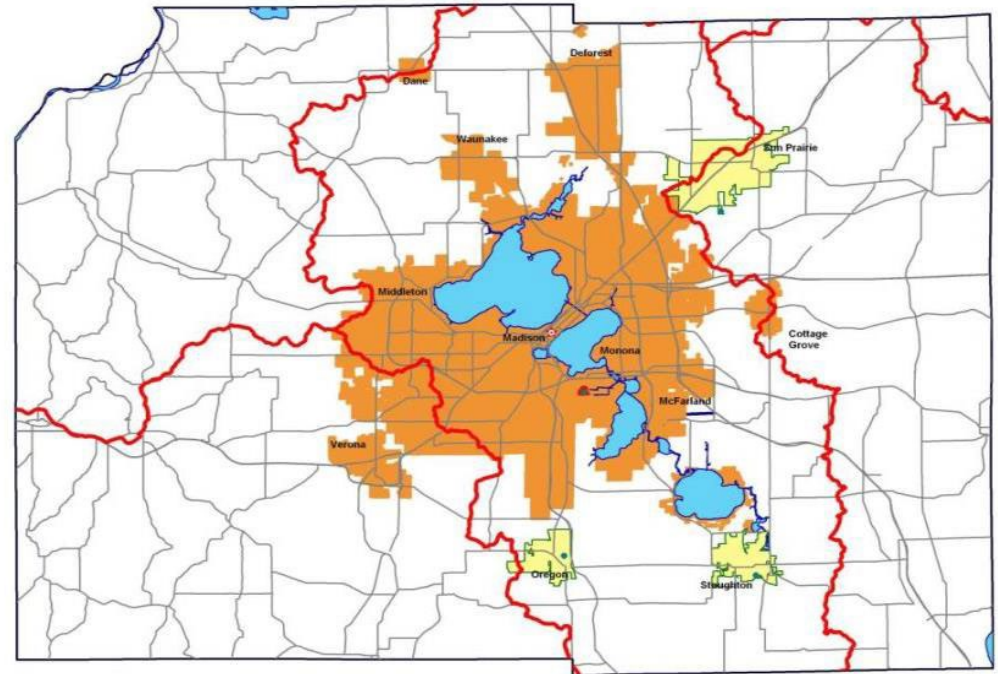 Deforest
Dane
Waunakee
Sun Prairie
Middleton
Madison
Cottage
Grove
Monona
McFarland
Verona
Oregon
Stoughton